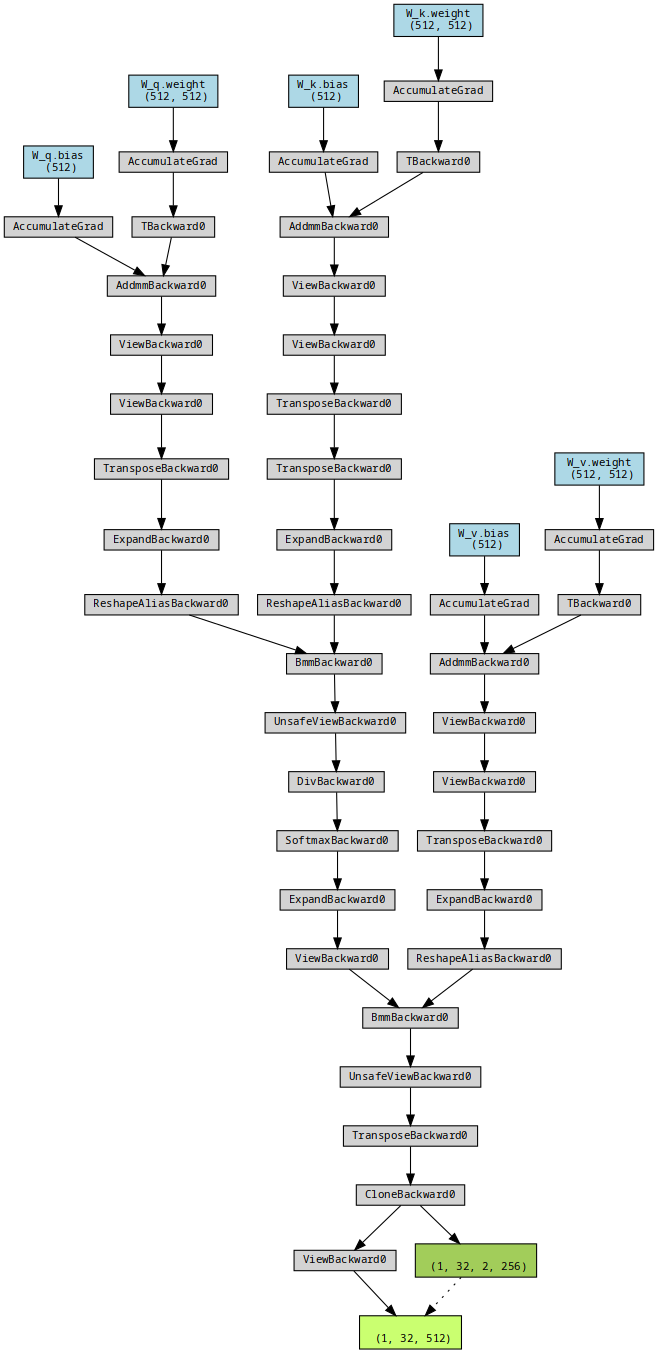 W_k.weight
(512, 512)
W_q.weight
(512, 512)
W_k.bias
(512)
AccumulateGrad
W_q.bias
(512)
AccumulateGrad
AccumulateGrad
TBackward0
AccumulateGrad
TBackward0
AddmmBackward0
AddmmBackward0
ViewBackward0
ViewBackward0
ViewBackward0
ViewBackward0
TransposeBackward0
TransposeBackward0
TransposeBackward0
W_v.weight
(512, 512)
ExpandBackward0
ExpandBackward0
W_v.bias
(512)
AccumulateGrad
ReshapeAliasBackward0
ReshapeAliasBackward0
AccumulateGrad
TBackward0
BmmBackward0
AddmmBackward0
UnsafeViewBackward0
ViewBackward0
DivBackward0
ViewBackward0
SoftmaxBackward0
TransposeBackward0
ExpandBackward0
ExpandBackward0
ViewBackward0
ReshapeAliasBackward0
BmmBackward0
UnsafeViewBackward0
TransposeBackward0
CloneBackward0
ViewBackward0
(1, 32, 2, 256)
(1, 32, 512)